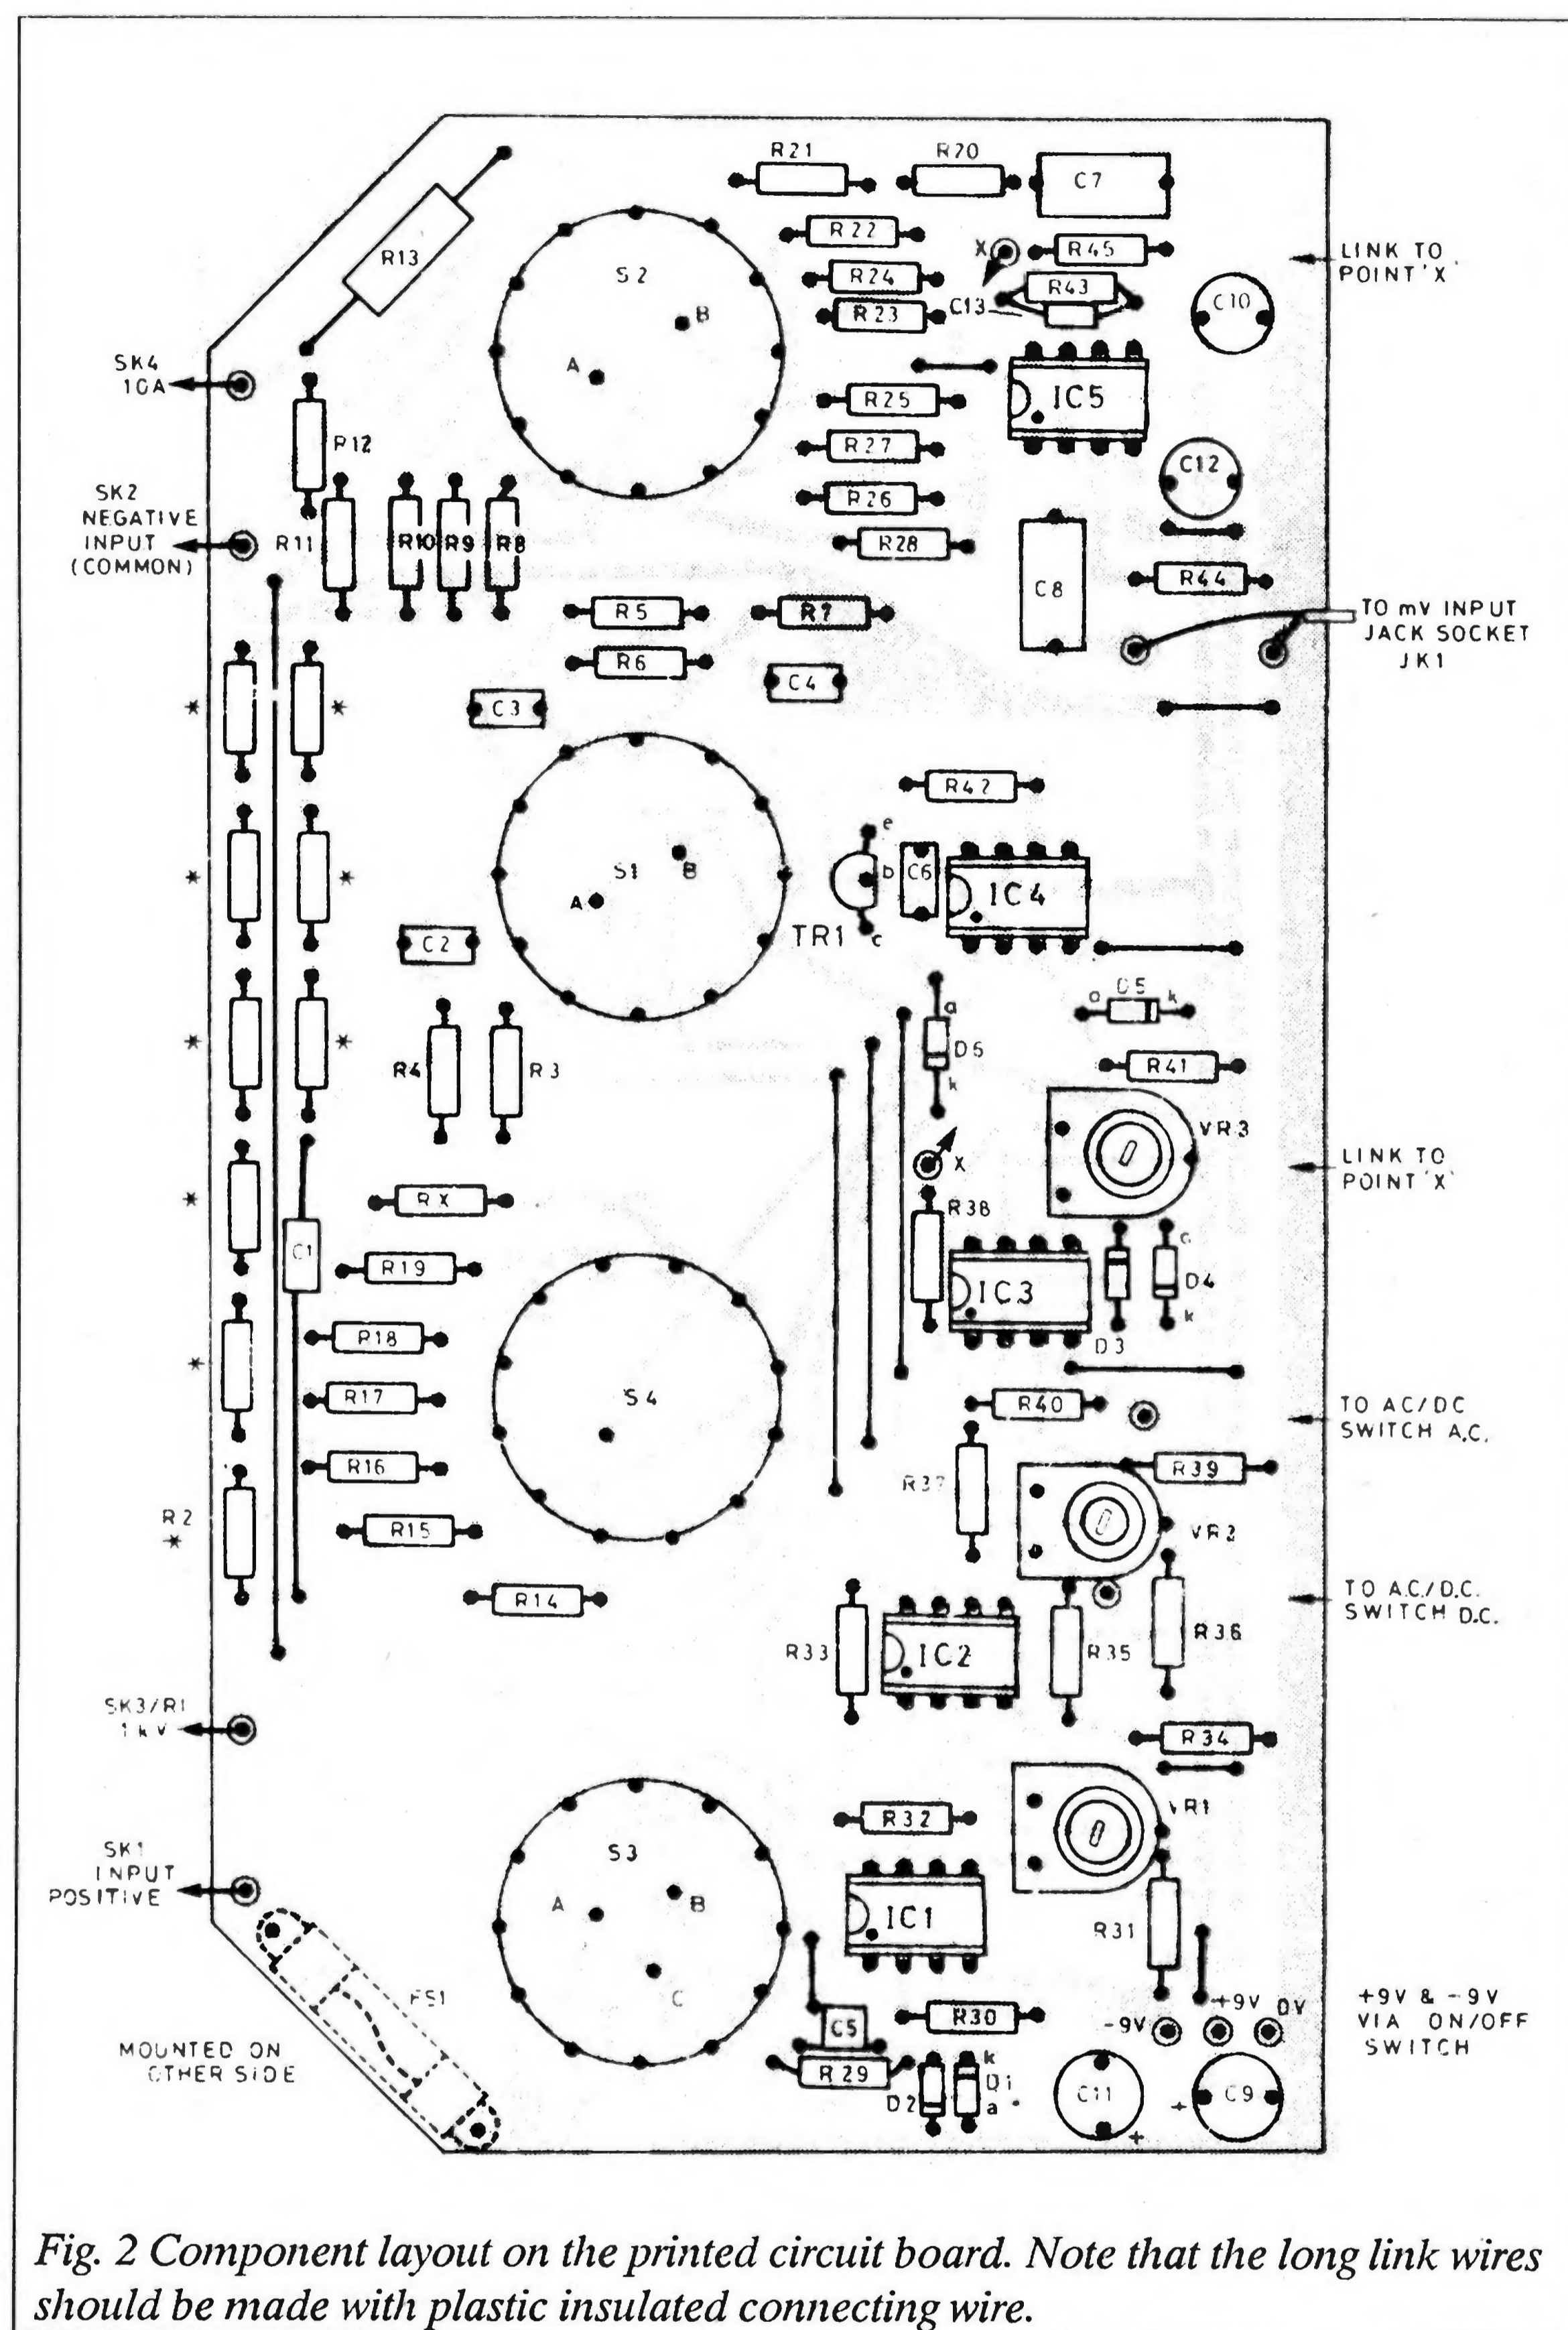 R21
R20
C7
R22
X
R45
LINK TO
POINT 'X'
R13
S2
R24
R43
C10
B
R23
C13
SK4
10A
A
R25
IC5
R12
R27
C12
SK2
NEGATIVE
INPUT
(COMMON)
R26
R11
R10
R9
R8
R28
C8
R44
R5
R7
TO mV INPUT
JACK SOCKET
JK1
R6
C4
*
*
C3
R42
e
*
*
S1
B
b
C6
IC4
A
C2
TR1
c
*
*
a
D5
k
a
R4
R3
D6
R41
k
VR3
X
LINK TO
POINT 'X'
*
RX
R38
C1
R19
IC3
a
D4
k
R18
D3
*
R17
S4
R40
TO AC/DC
SWITCH A.C.
R16
R37
R39
R2
*
R15
VR2
R14
TO A.C./D.C.
SWITCH D.C.
R33
IC2
R35
R36
SK3/R1
1kV
R34
R32
VR1
SK1
INPUT
POSITIVE
S3
A
B
IC1
R31
C
FS1
+9V
0V
+9V & -9V
VIA ON/OFF
SWITCH
R30
-9V
C5
MOUNTED ON
OTHER SIDE
R29
k
D1
D2
a
C11
+
+
C9
Fig. 2 Component layout on the printed circuit board. Note that the long link wires
should be made with plastic insulated connecting wire.